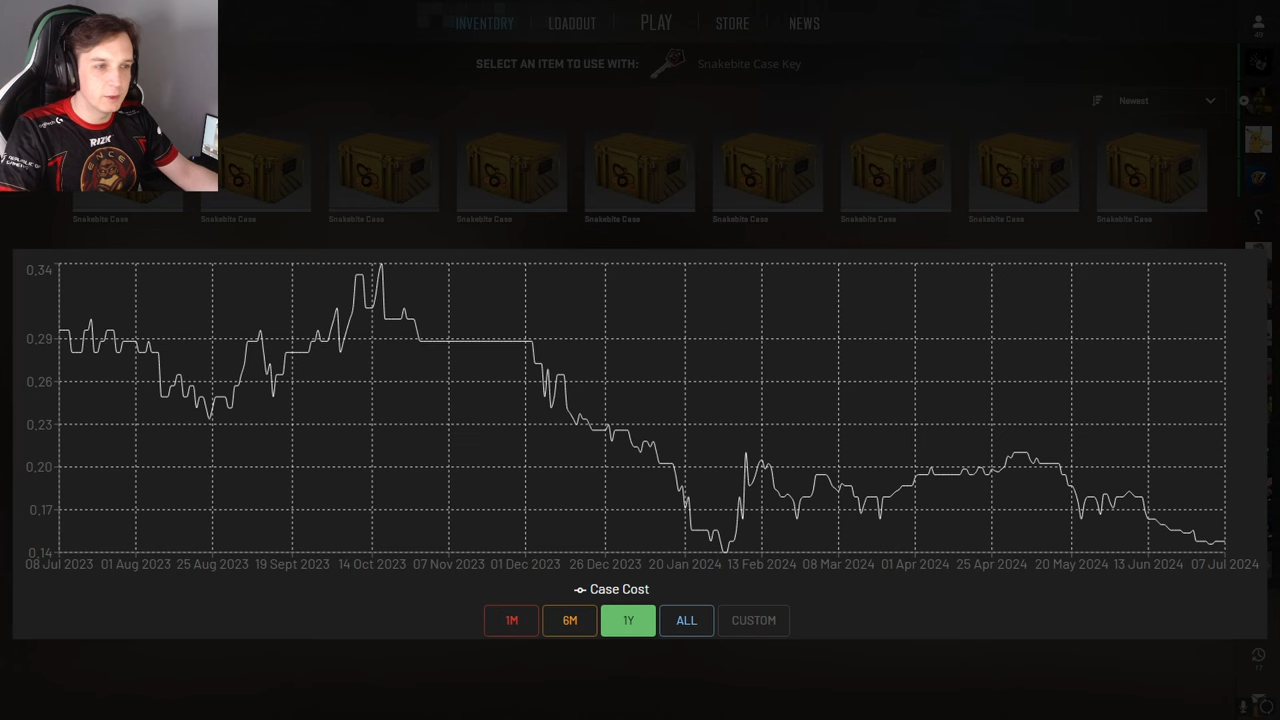 INVENTORY LOADOUT PLAY STORE NEWS
49
SELECT AN ITEM TO USE WITH: Snakebite Case Key
Newest
RIZK
ENCE
Snakebite Case Snakebite Case Snakebite Case Snakebite Case Snakebite Case Snakebite Case Snakebite Case Snakebite Case Snakebite Case
0,34
0,29
0,26
0,23
0,20
0,17
0,14
08 Jul 2023 01 Aug 2023 25 Aug 2023 19 Sept 2023 14 Oct 2023 07 Nov 2023 01 Dec 2023 26 Dec 2023 20 Jan 2024 13 Feb 2024 08 Mar 2024 01 Apr 2024 25 Apr 2024 20 May 2024 13 Jun 2024 07 Jul 2024
Case Cost
1M 6M 1Y ALL CUSTOM
17